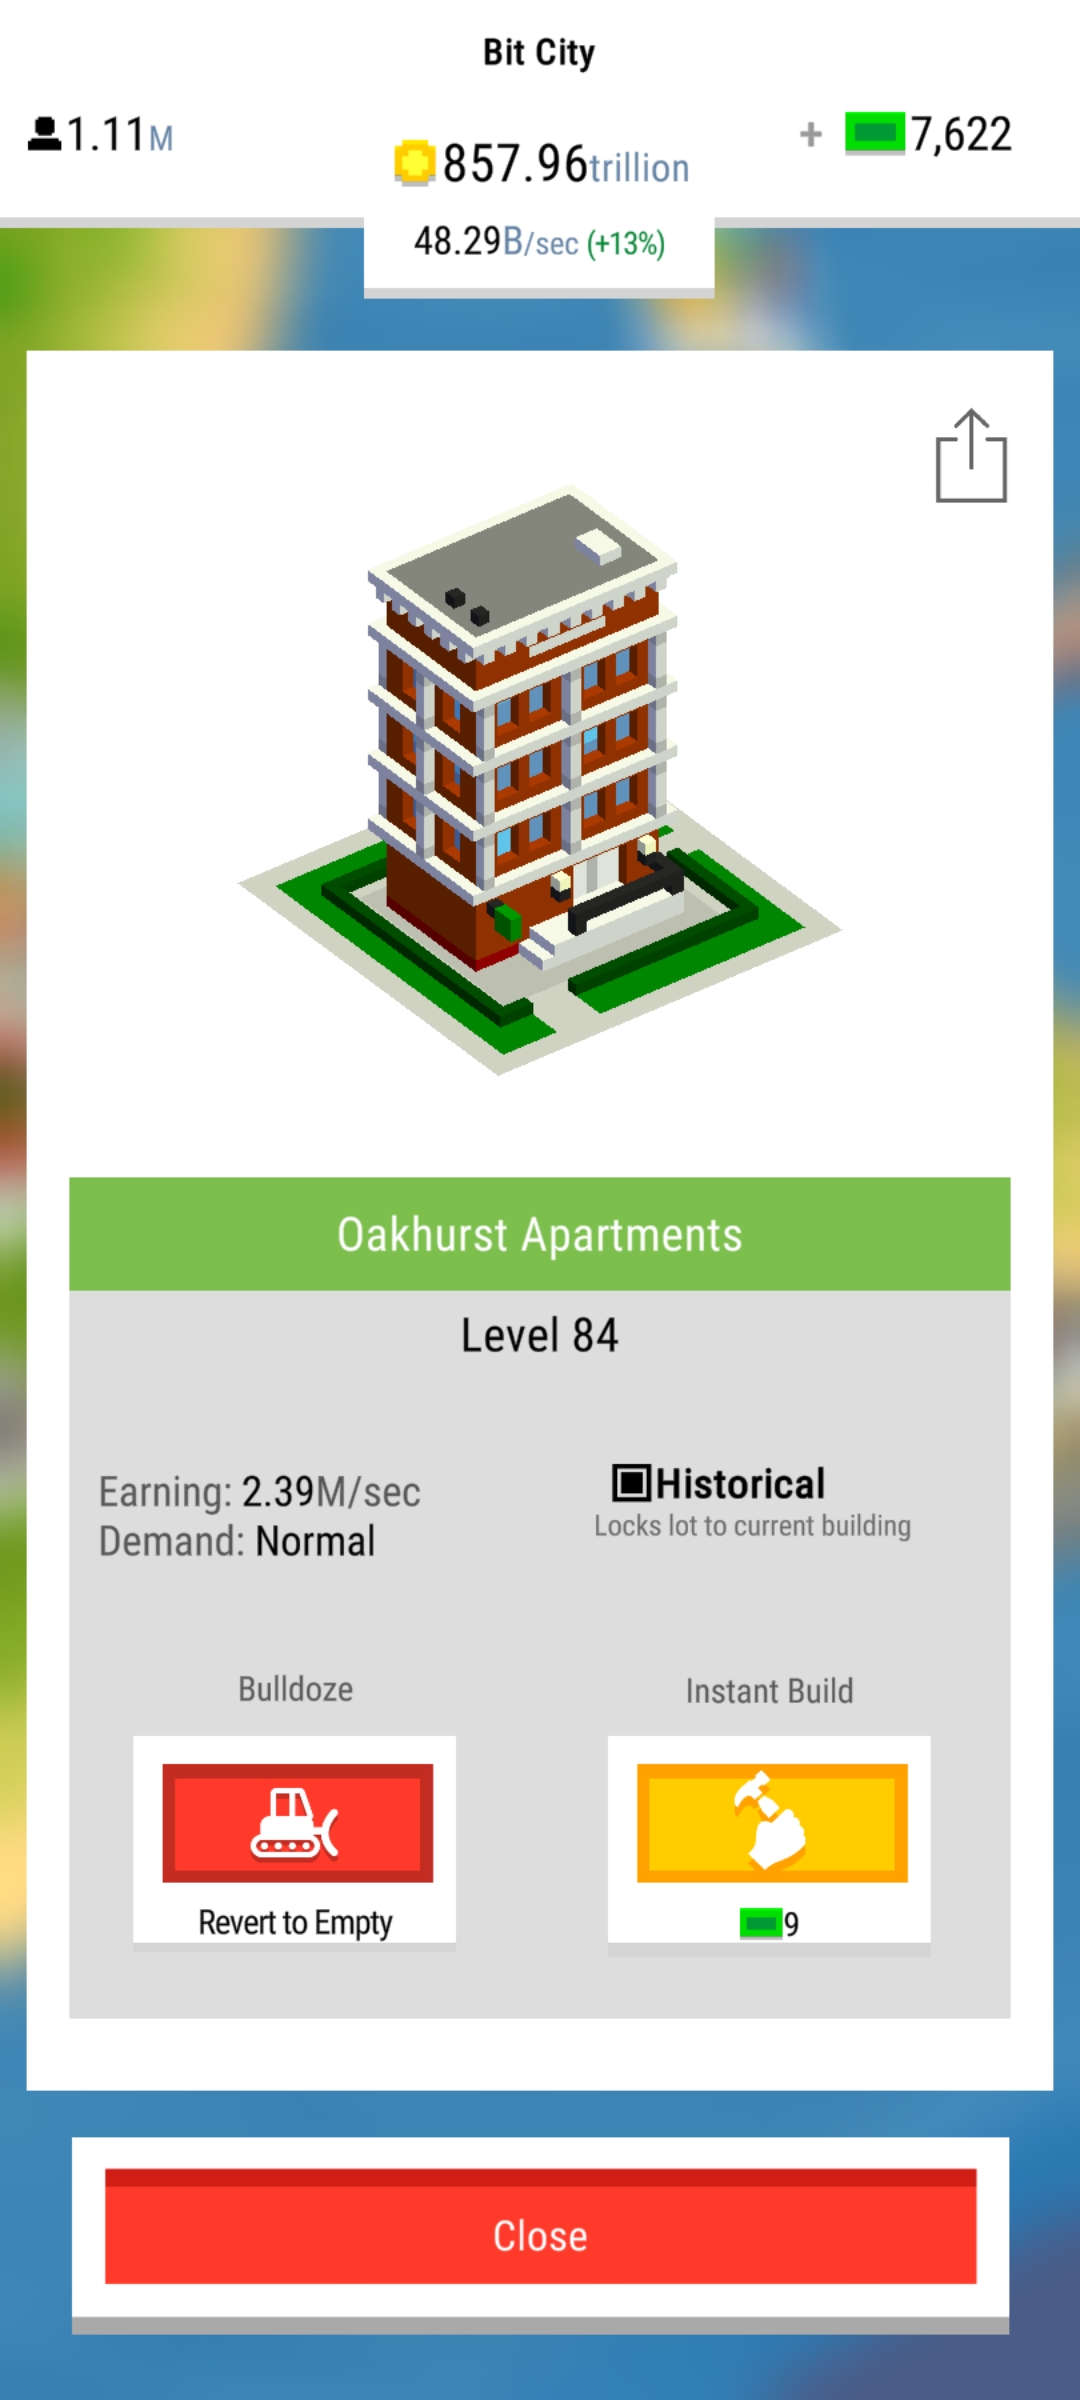 Bit City
1.11M
857.96trillion
+ 7,622
48.29B/sec (+13%)
Oakhurst Apartments
Level 84
Earning: 2.39M/sec
Demand: Normal
Historical
Locks lot to current building
Bulldoze
Instant Build
Revert to Empty
9
Close